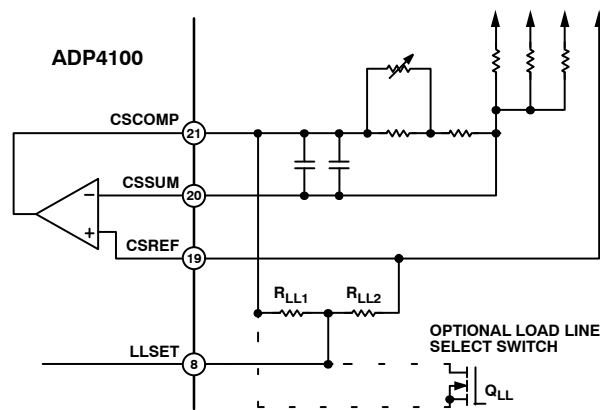 ADP4100
CSCOMP
21
CSSUM
20
–
+
CSREF
19
RLL1
RLL2
OPTIONAL LOAD LINE
SELECT SWITCH
LLSET
8
QLL